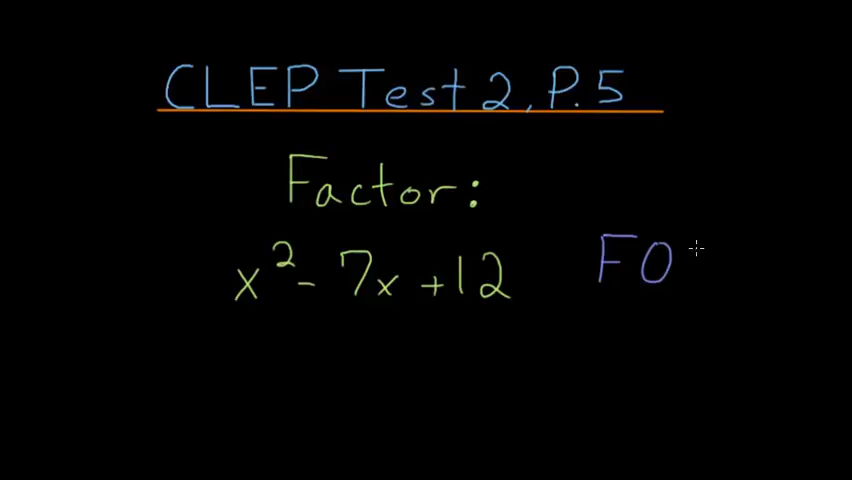 CLEP Test 2, P.5
Factor:
x² - 7x + 12 FO